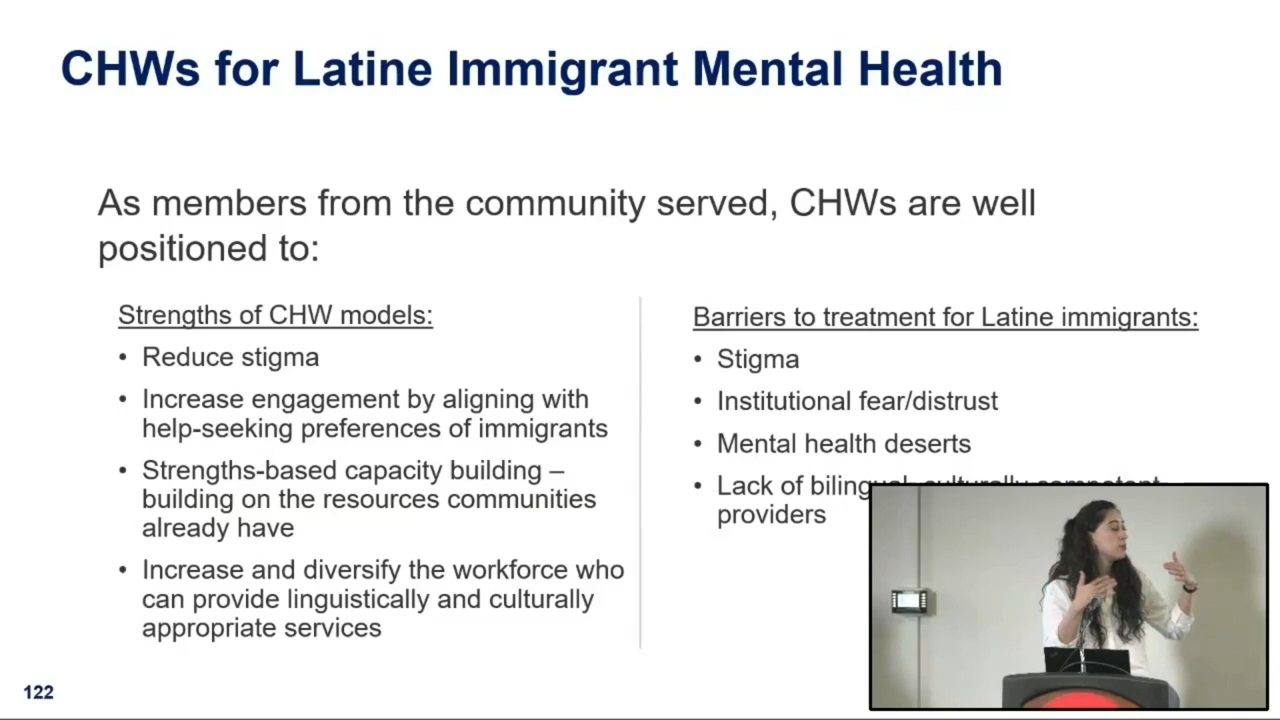 CHWs for Latine Immigrant Mental Health
As members from the community served, CHWs are well
positioned to:
Strengths of CHW models:
• Reduce stigma
• Increase engagement by aligning with
help-seeking preferences of immigrants
• Strengths-based capacity building –
building on the resources communities
already have
• Increase and diversify the workforce who
can provide linguistically and culturally
appropriate services
Barriers to treatment for Latine immigrants:
• Stigma
• Institutional fear/distrust
• Mental health deserts
• Lack of bilingual, culturally competent
providers
122